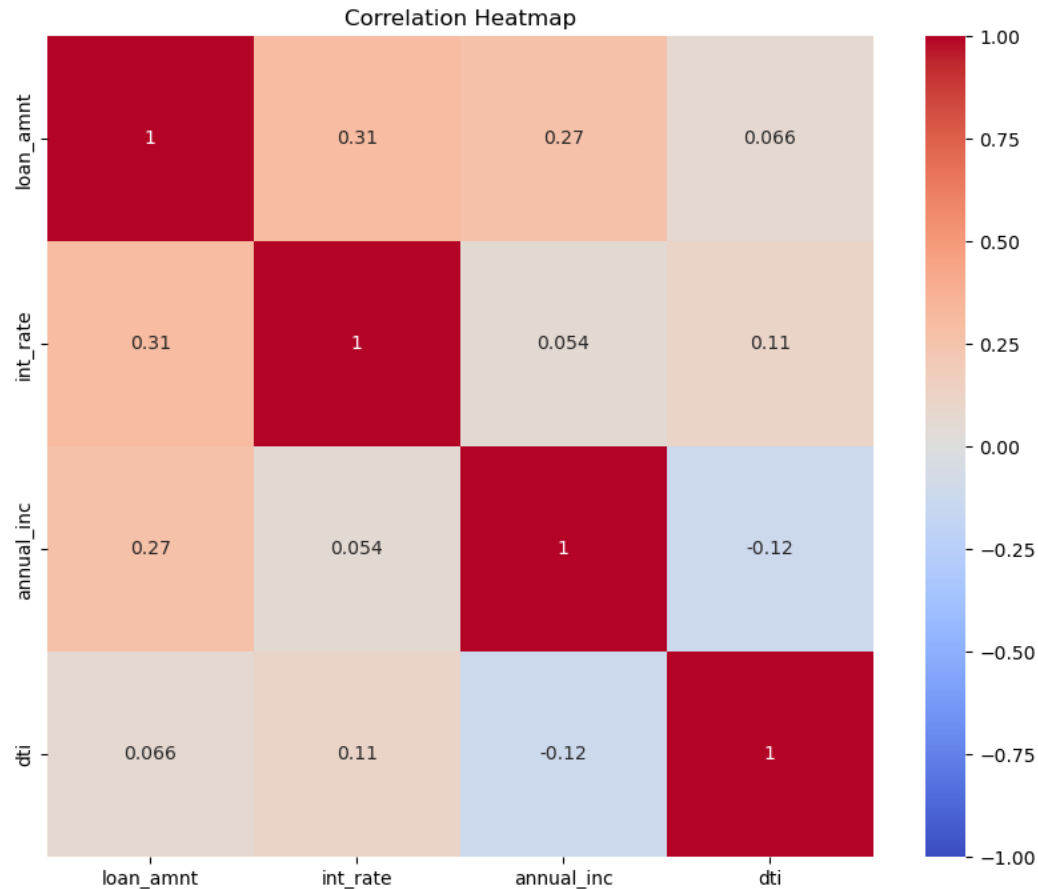 Correlation Heatmap
loan_amnt 1 0.31 0.27 0.066
int_rate 0.31 1 0.054 0.11
annual_inc 0.27 0.054 1 -0.12
dti 0.066 0.11 -0.12 1
loan_amnt int_rate annual_inc dti
1.00
0.75
0.50
0.25
0.00
−0.25
−0.50
−0.75
−1.00